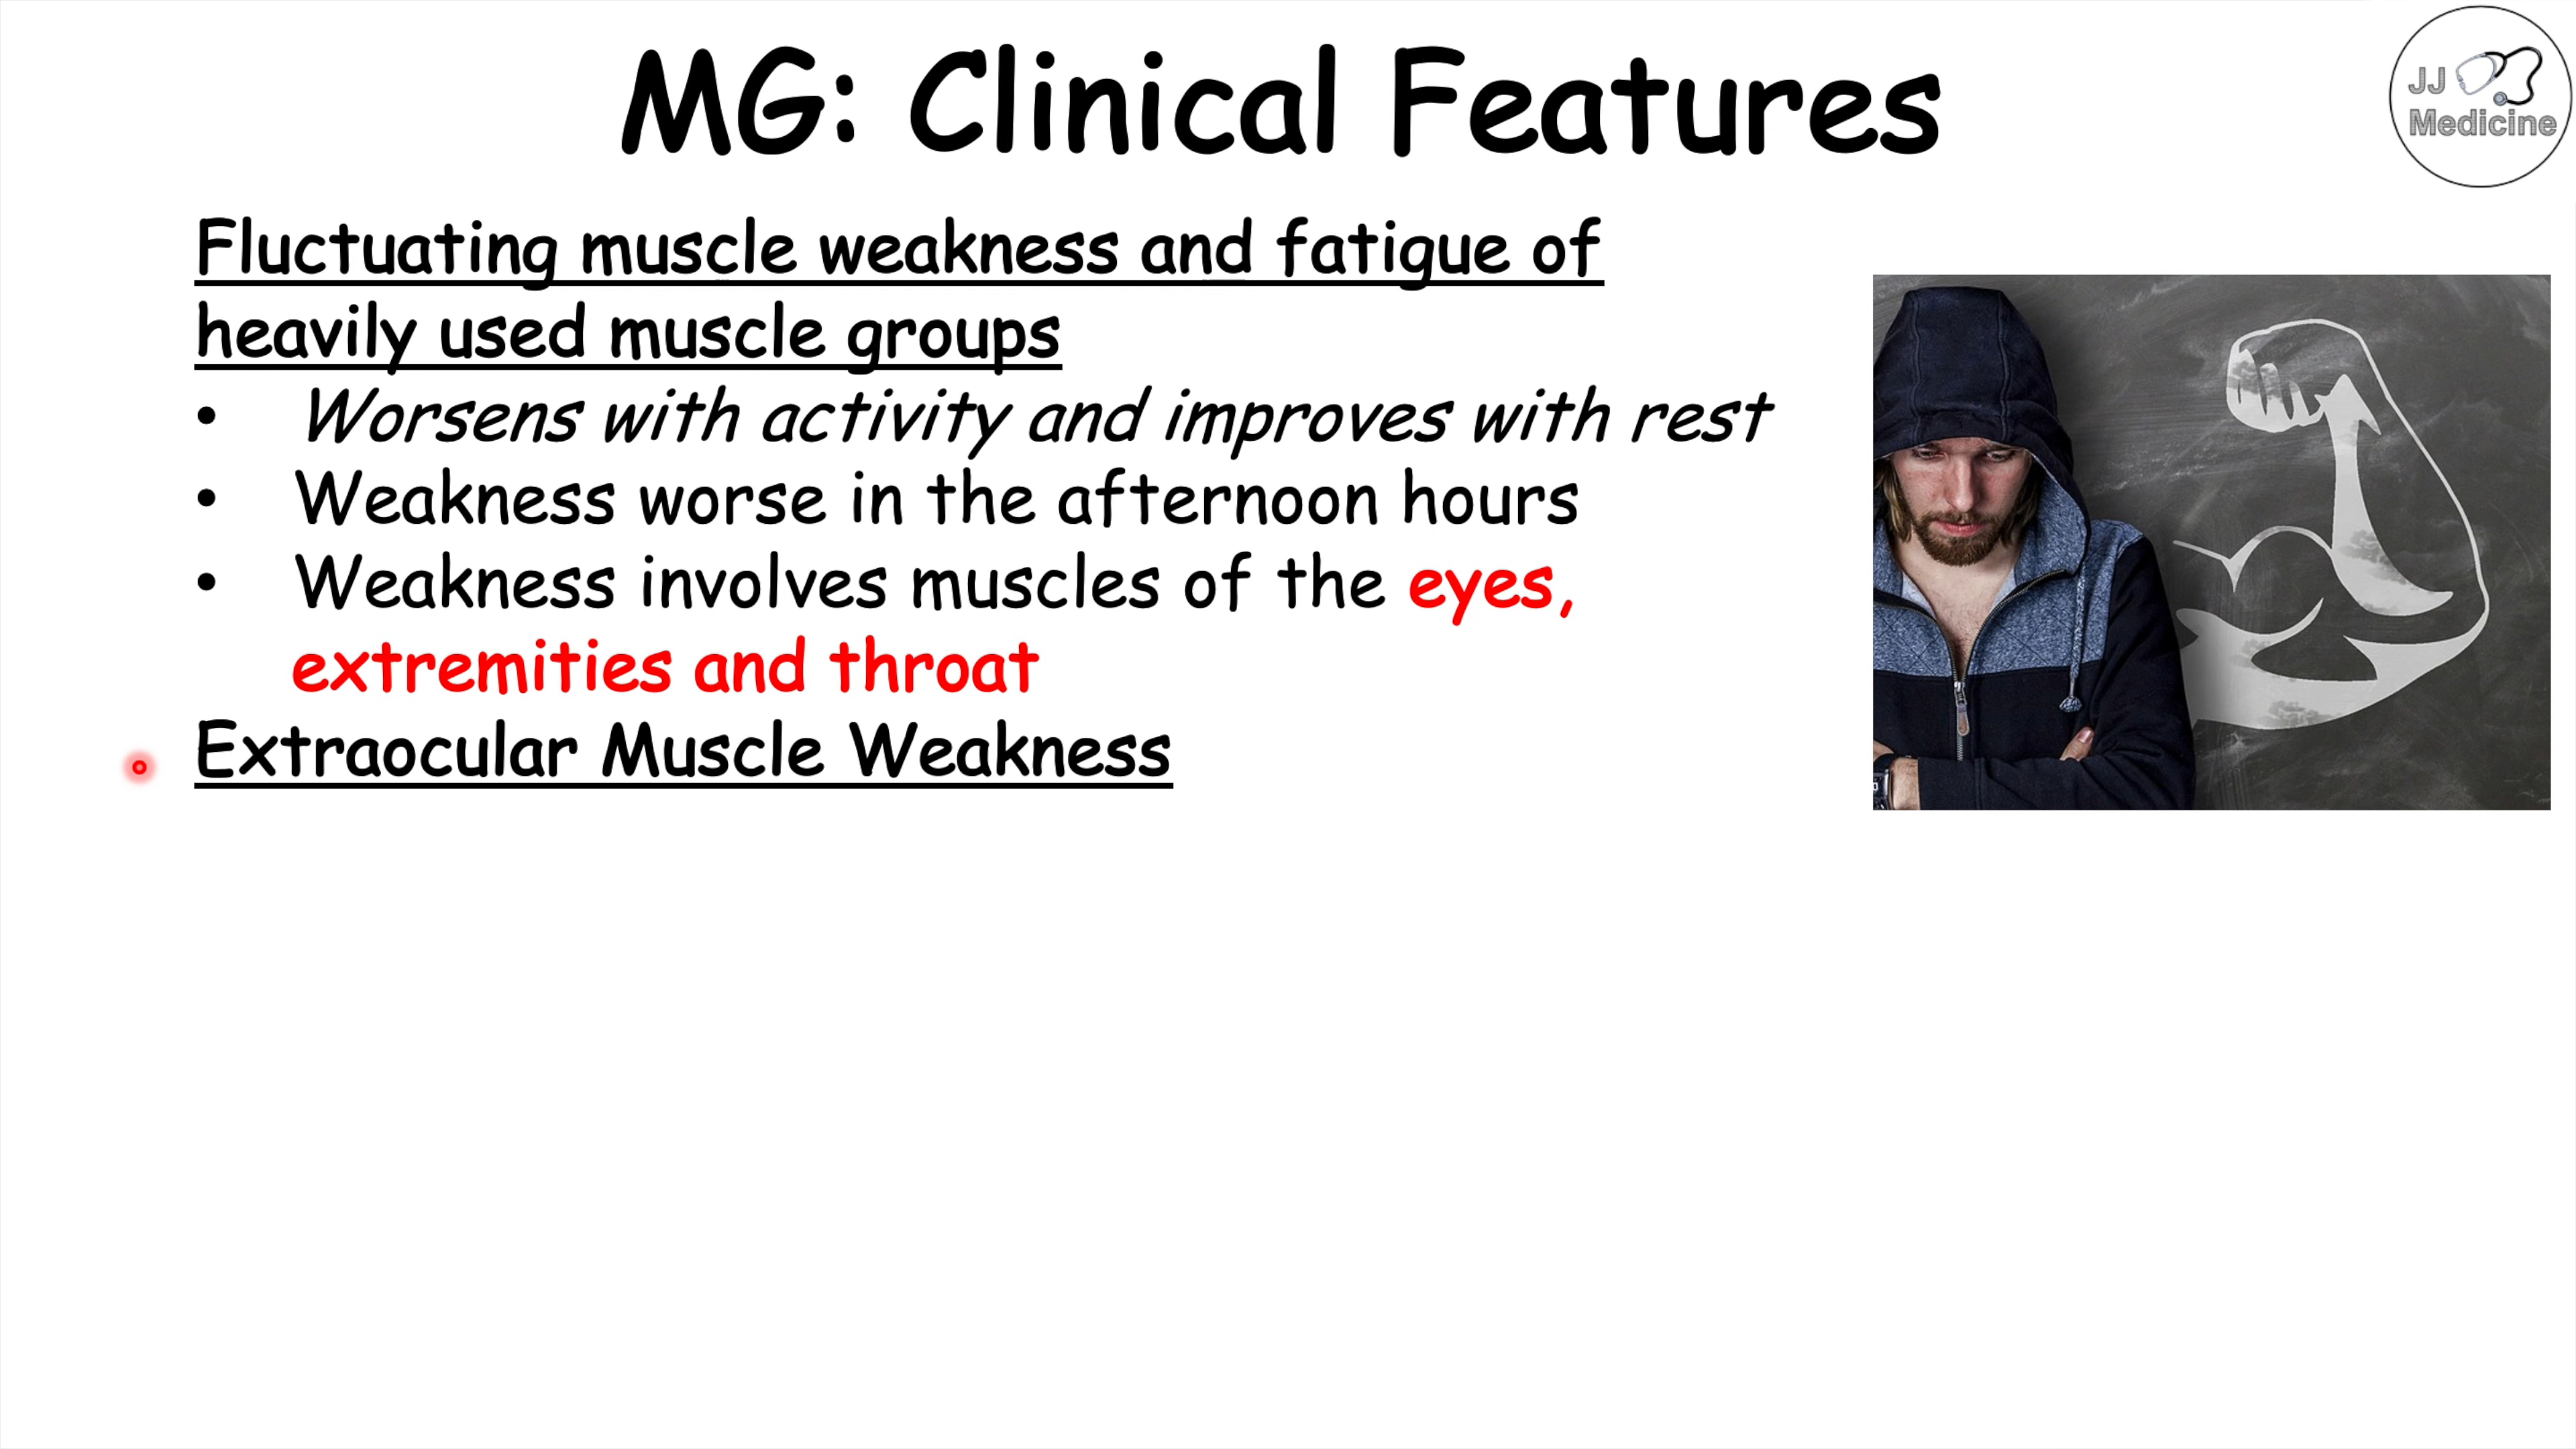 MG: Clinical Features
JJ
Medicine
Fluctuating muscle weakness and fatigue of
heavily used muscle groups
• Worsens with activity and improves with rest
• Weakness worse in the afternoon hours
• Weakness involves muscles of the eyes,
extremities and throat
Extraocular Muscle Weakness